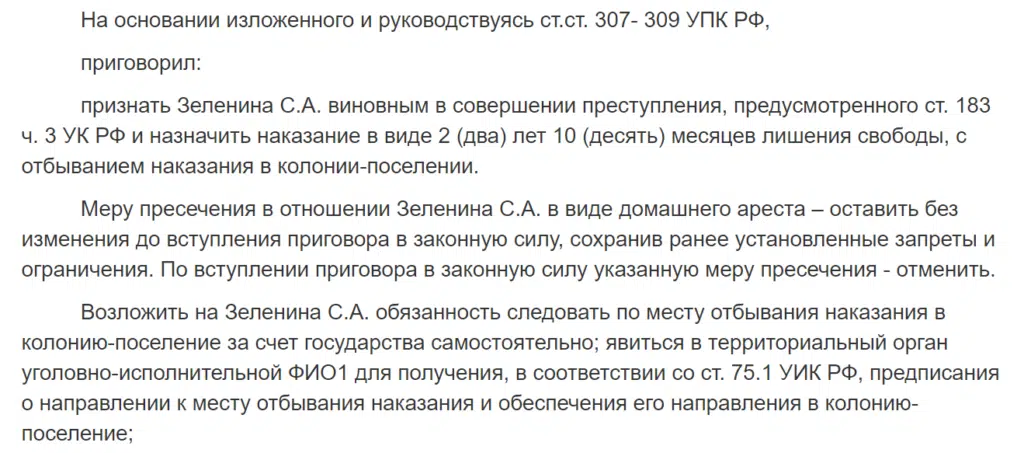 На основании изложенного и руководствуясь ст.ст. 307- 309 УПК РФ,
приговорил:
признать Зеленина С.А. виновным в совершении преступления, предусмотренного ст. 183
ч. 3 УК РФ и назначить наказание в виде 2 (два) лет 10 (десять) месяцев лишения свободы, с
отбыванием наказания в колонии-поселении.
Меру пресечения в отношении Зеленина С.А. в виде домашнего ареста – оставить без
изменения до вступления приговора в законную силу, сохранив ранее установленные запреты и
ограничения. По вступлении приговора в законную силу указанную меру пресечения - отменить.
Возложить на Зеленина С.А. обязанность следовать по месту отбывания наказания в
колонию-поселение за счет государства самостоятельно; явиться в территориальный орган
уголовно-исполнительной ФИО1 для получения, в соответствии со ст. 75.1 УИК РФ, предписания
о направлении к месту отбывания наказания и обеспечения его направления в колонию-
поселение;